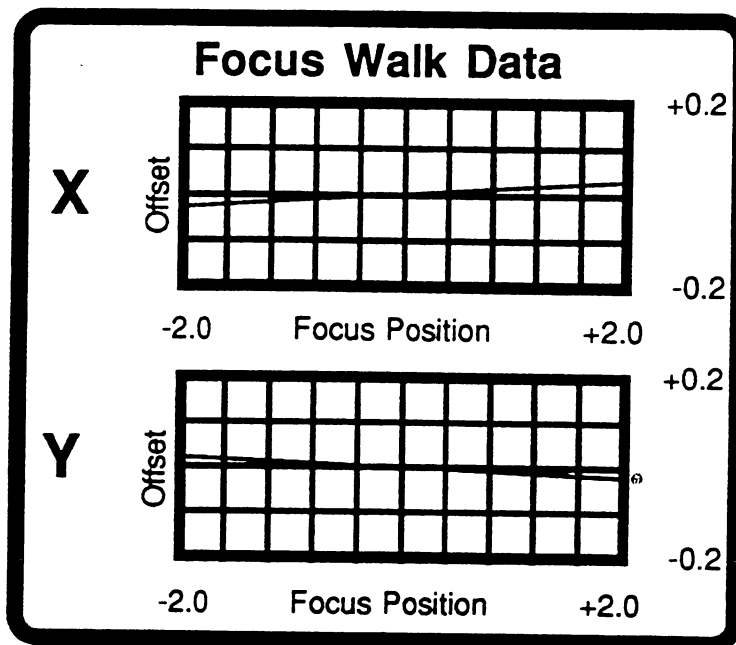 Focus Walk Data
X
Offset
+0.2
-0.2
-2.0 Focus Position +2.0
Y
Offset
+0.2
-0.2
-2.0 Focus Position +2.0